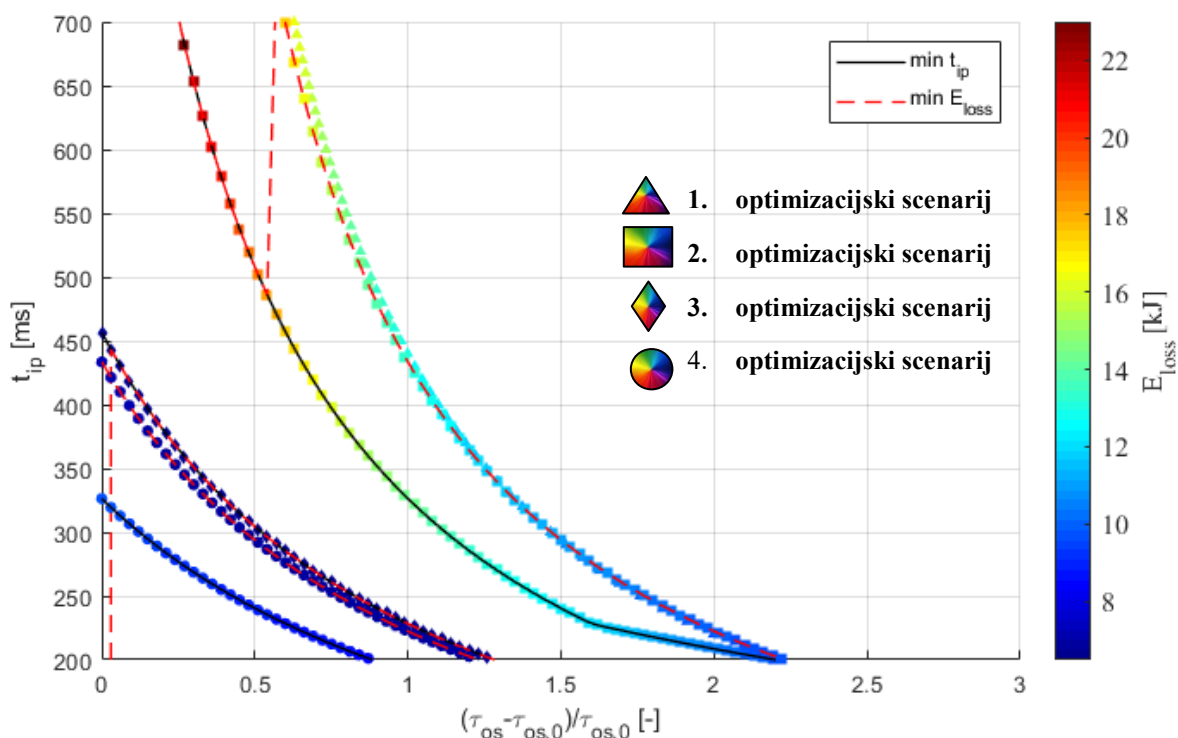 700
650
600
550
500
450
400
350
300
250
200
t_ip [ms]
0
0.5
1
1.5
2
2.5
3
(τ_os-τ_os,0)/τ_os,0 [-]
min t_ip
min E_loss
1. optimizacijski scenarij
2. optimizacijski scenarij
3. optimizacijski scenarij
4. optimizacijski scenarij
22
20
18
16
14
12
10
8
E_loss [kJ]